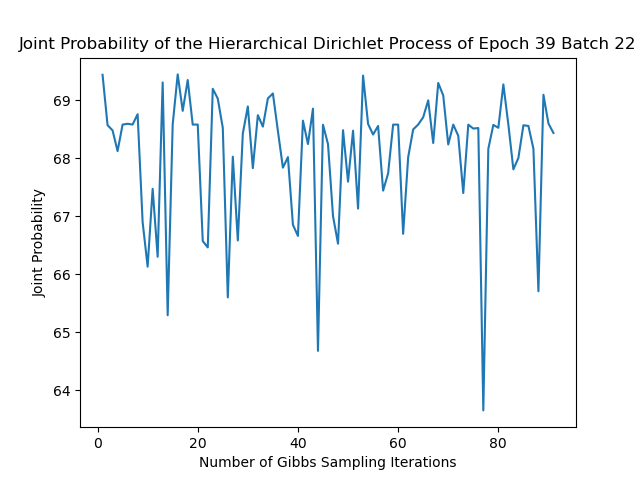 Joint Probability of the Hierarchical Dirichlet Process of Epoch 39 Batch 22
69
68
67
66
65
64
Joint Probability
0 20 40 60 80
Number of Gibbs Sampling Iterations